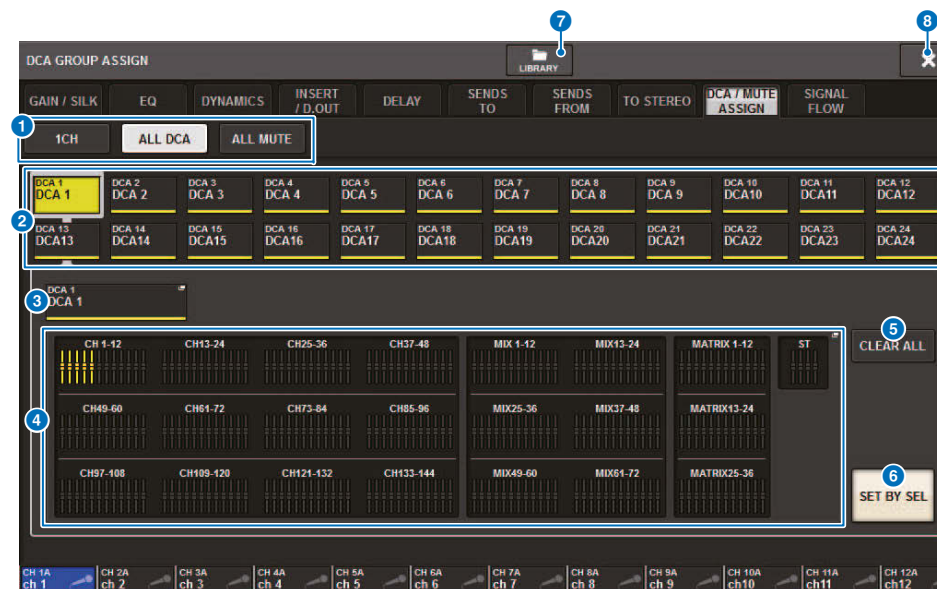 7
8
DCA GROUP ASSIGN
LIBRARY
GAIN / SILK
EQ
DYNAMICS
INSERT
/ D.OUT
DELAY
SENDS
TO
SENDS
FROM
TO STEREO
DCA / MUTE
ASSIGN
SIGNAL
FLOW
1
1CH
ALL DCA
ALL MUTE
2
DCA 1
DCA 1
DCA 2
DCA 2
DCA 3
DCA 3
DCA 4
DCA 4
DCA 5
DCA 5
DCA 6
DCA 6
DCA 7
DCA 7
DCA 8
DCA 8
DCA 9
DCA 9
DCA 10
DCA10
DCA 11
DCA11
DCA 12
DCA12
DCA 13
DCA13
DCA 14
DCA14
DCA 15
DCA15
DCA 16
DCA16
DCA 17
DCA17
DCA 18
DCA18
DCA 19
DCA19
DCA 20
DCA20
DCA 21
DCA21
DCA 22
DCA22
DCA 23
DCA23
DCA 24
DCA24
3
DCA 1
DCA 1
4
CH 1-12
CH13-24
CH25-36
CH37-48
MIX 1-12
MIX13-24
MATRIX 1-12
ST
5
CLEAR ALL
CH49-60
CH61-72
CH73-84
CH85-96
MIX25-36
MIX37-48
MATRIX13-24
CH97-108
CH109-120
CH121-132
CH133-144
MIX49-60
MIX61-72
MATRIX25-36
6
SET BY SEL
CH 1A
ch 1
CH 2A
ch 2
CH 3A
ch 3
CH 4A
ch 4
CH 5A
ch 5
CH 6A
ch 6
CH 7A
ch 7
CH 8A
ch 8
CH 9A
ch 9
CH 10A
ch10
CH 11A
ch11
CH 12A
ch12